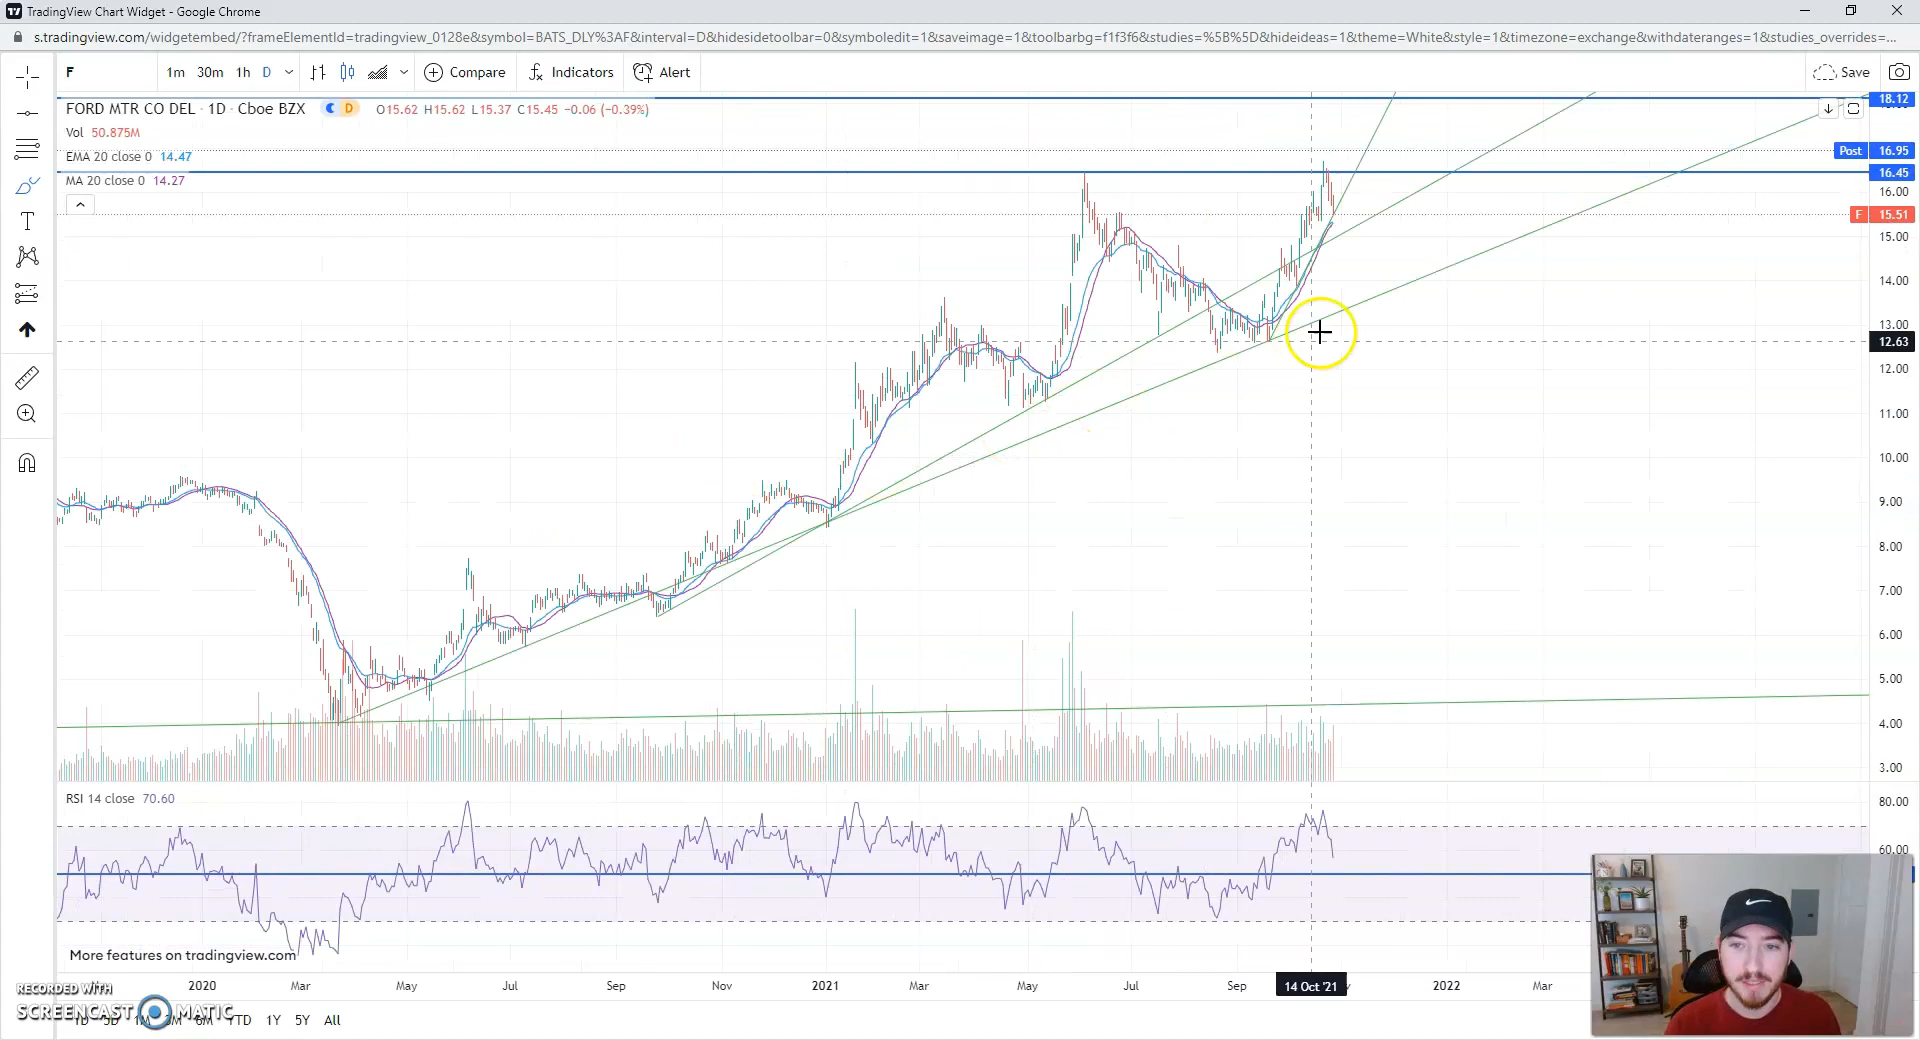 TradingView Chart Widget - Google Chrome
s.tradingview.com/widgetembed/?frameElementId=tradingview_0128e&symbol=BATS_DLY%3AF&interval=D&hidesidetoolbar=0&symboledit=1&saveimage=1&toolbarbg=f1f3f6&studies=%5B%5D&hideideas=1&theme=White&style=1&timezone=exchange&withdateranges=1&studies_overrides=...
F 1m 30m 1h D Compare Indicators Alert Save
FORD MTR CO DEL · 1D · Cboe BZX D O15.62 H15.62 L15.37 C15.45 −0.06 (−0.39%)
Vol 50.875M
EMA 20 close 0 14.47
MA 20 close 0 14.27
18.12
Post 16.95
16.45
16.00
F 15.51
15.00
14.00
13.00
12.63
12.00
11.00
10.00
9.00
8.00
7.00
6.00
5.00
4.00
3.00
RSI 14 close 70.60
80.00
60.00
More features on tradingview.com
2020 Mar May Jul Sep Nov 2021 Mar May Jul Sep 14 Oct '21 2022 Mar
RECORDED WITH
SCREENCAST MATIC
1D 5D 1M 3M 6M YTD 1Y 5Y All